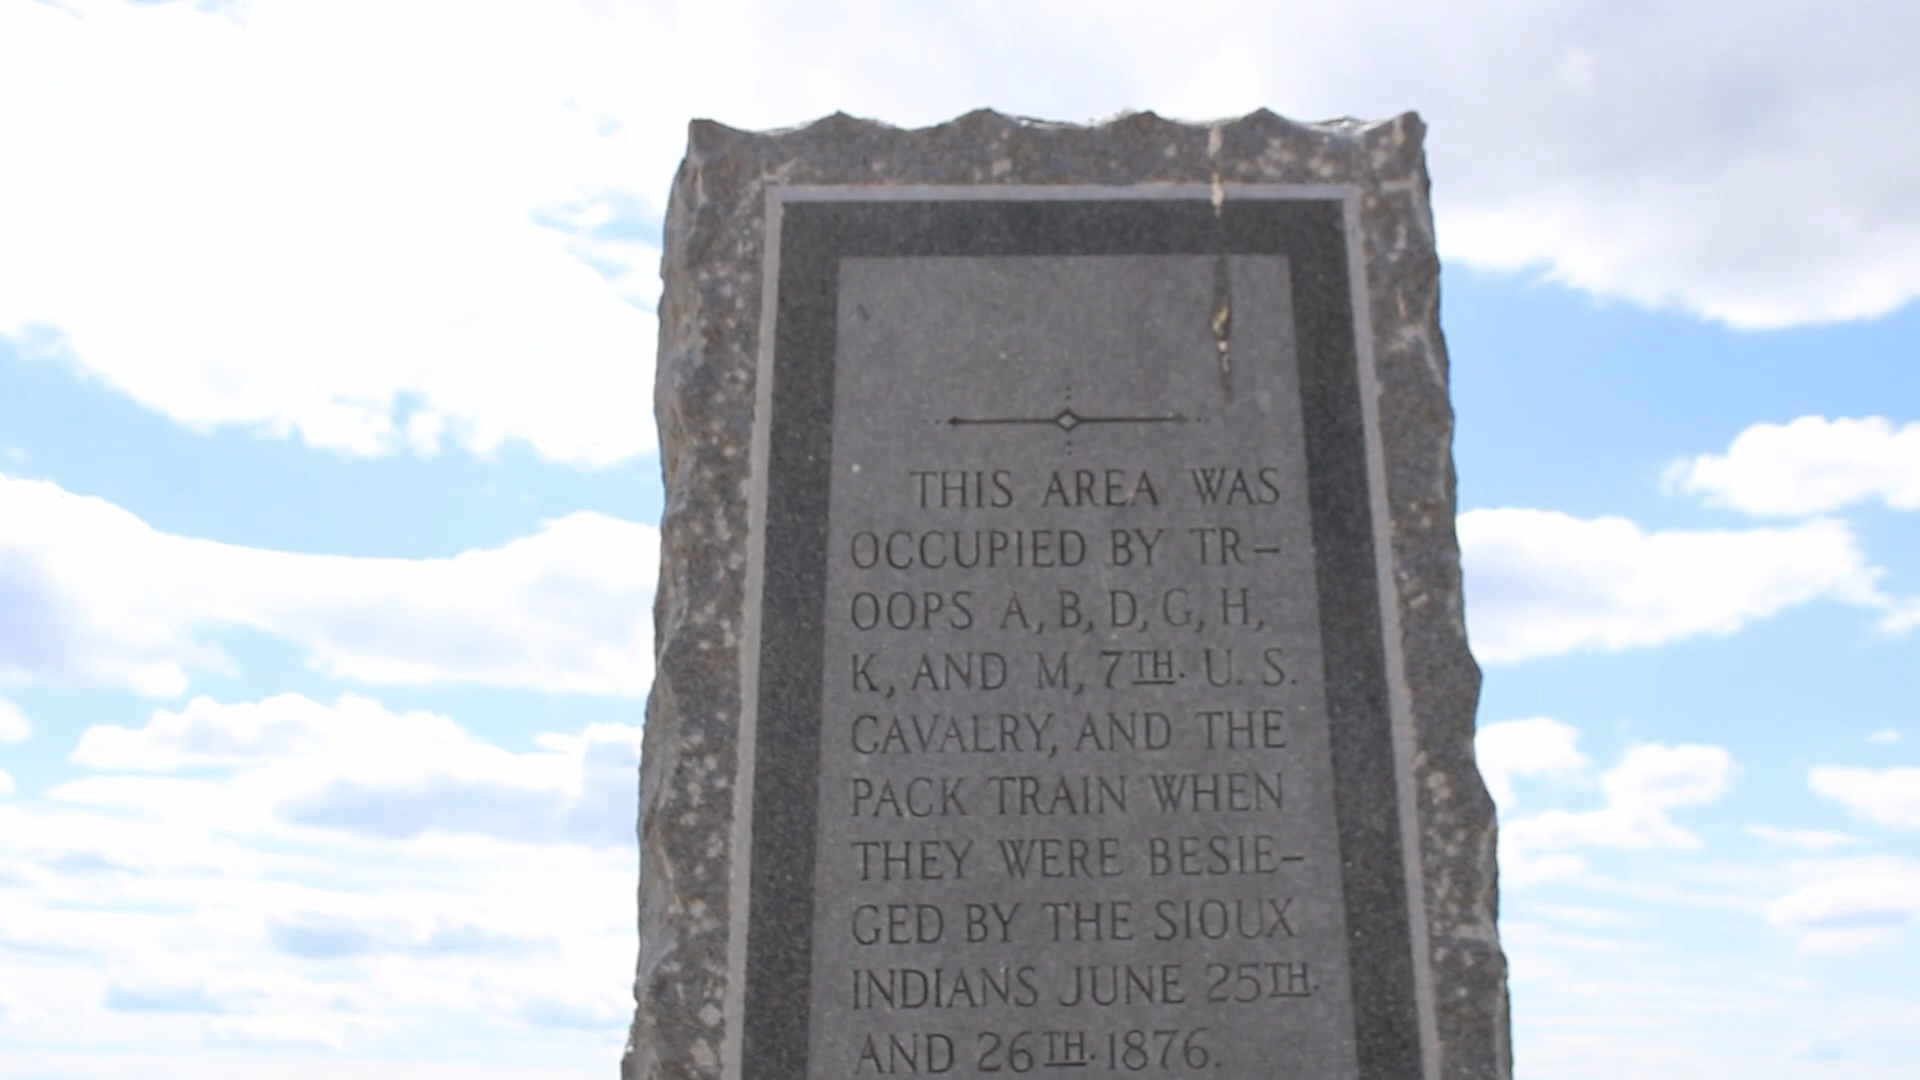 THIS AREA WAS
OCCUPIED BY TR–
OOPS A, B, D, G, H,
K, AND M, 7TH. U. S.
CAVALRY, AND THE
PACK TRAIN WHEN
THEY WERE BESIE–
GED BY THE SIOUX
INDIANS JUNE 25TH.
AND 26TH. 1876.